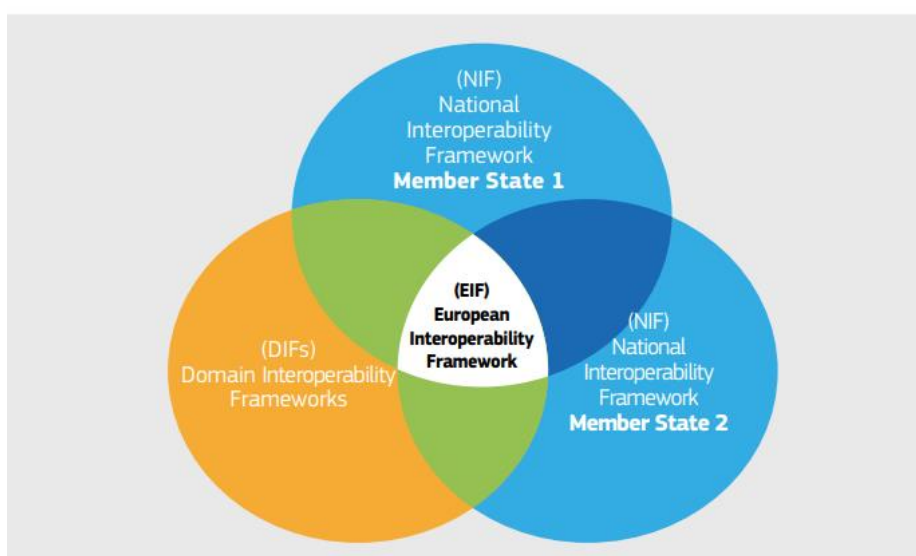 (NIF)
National
Interoperability
Framework
Member State 1
(EIF)
European
Interoperability
Framework
(DIFs)
Domain Interoperability
Frameworks
(NIF)
National
Interoperability
Framework
Member State 2